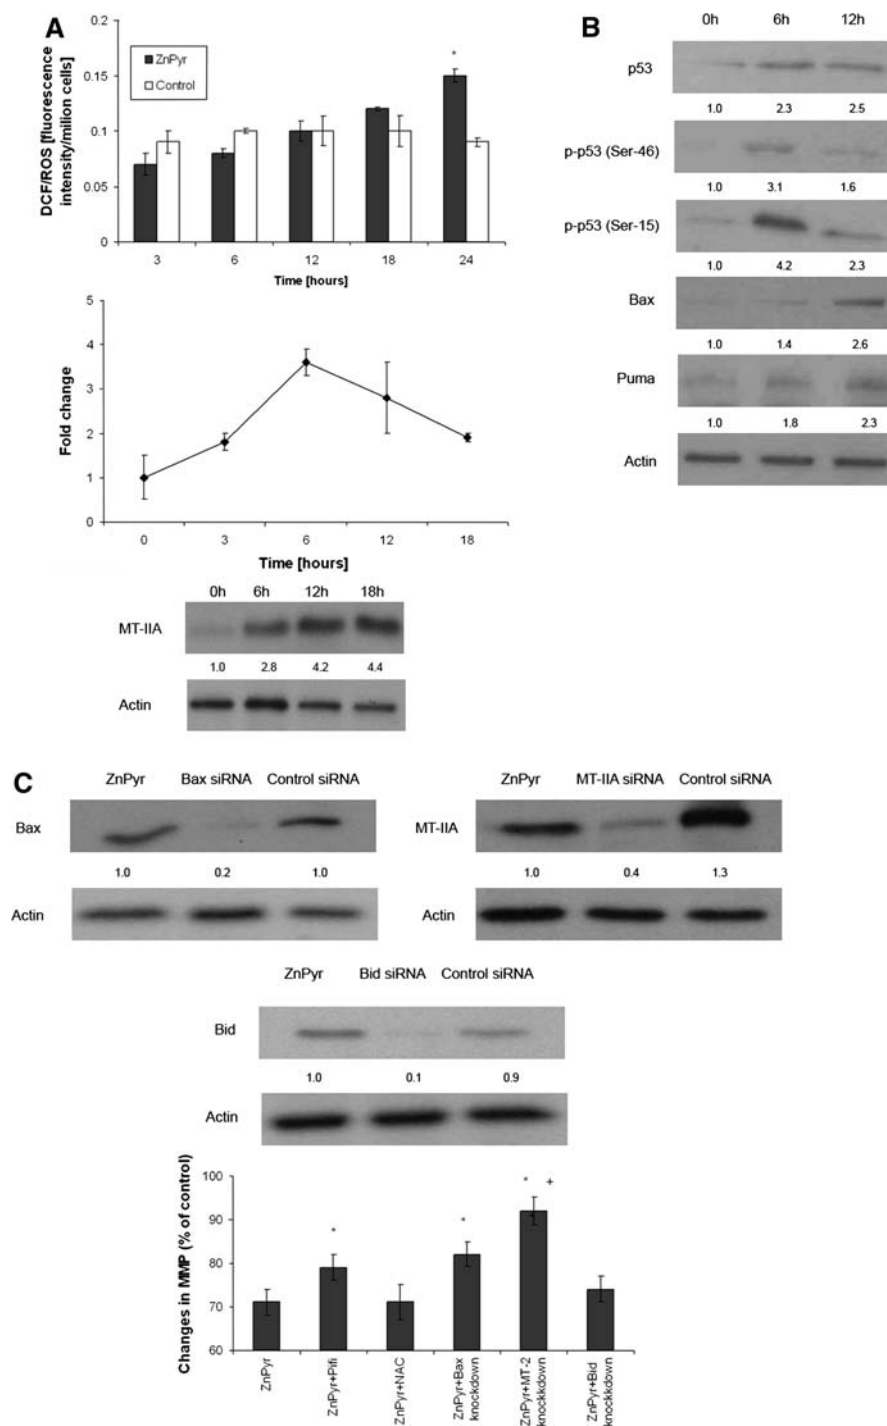 A
DCF/ROS [fluorescence
intensity/milion cells]
0.2
0.15
0.1
0.05
0
ZnPyr
Control
*
3 6 12 18 24
Time [hours]
Fold change
5
4
3
2
1
0
0 3 6 12 18
Time [hours]
0h 6h 12h 18h
MT-IIA
1.0 2.8 4.2 4.4
Actin
B
0h 6h 12h
p53
1.0 2.3 2.5
p-p53 (Ser-46)
1.0 3.1 1.6
p-p53 (Ser-15)
1.0 4.2 2.3
Bax
1.0 1.4 2.6
Puma
1.0 1.8 2.3
Actin
C
ZnPyr Bax siRNA Control siRNA
Bax
1.0 0.2 1.0
Actin
ZnPyr MT-IIA siRNA Control siRNA
MT-IIA
1.0 0.4 1.3
Actin
ZnPyr Bid siRNA Control siRNA
Bid
1.0 0.1 0.9
Actin
Changes in MMP (% of control)
100
90
80
70
60
* * * +
ZnPyr
ZnPyr+Pifi
ZnPyr+NAC
ZnPyr+Bax
knockdown
ZnPyr+MT-2
knockkdown
ZnPyr+Bid
knockkdown